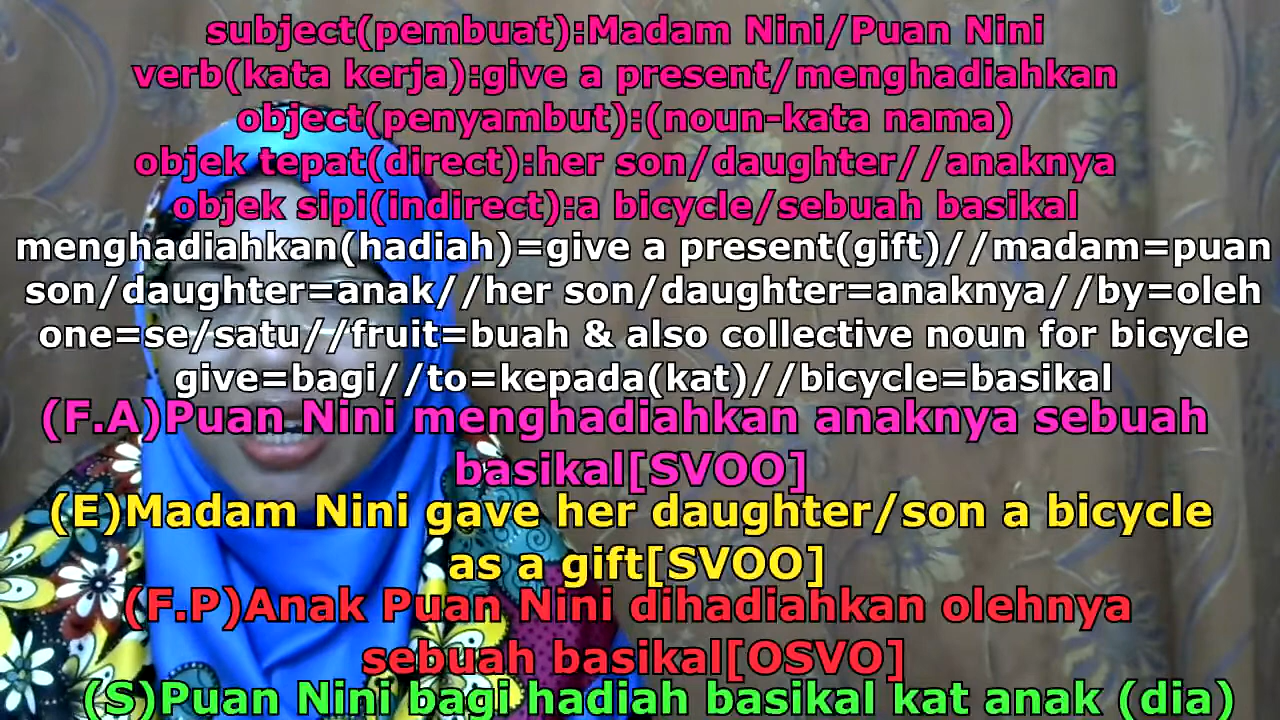 subject(pembuat):Madam Nini/Puan Nini
verb(kata kerja):give a present/menghadiahkan
object(penyambut):(noun-kata nama)
objek tepat(direct):her son/daughter//anaknya
objek sipi(indirect):a bicycle/sebuah basikal
menghadiahkan(hadiah)=give a present(gift)//madam=puan
son/daughter=anak//her son/daughter=anaknya//by=oleh
one=se/satu//fruit=buah & also collective noun for bicycle
give=bagi//to=kepada(kat)//bicycle=basikal
(F.A)Puan Nini menghadiahkan anaknya sebuah
basikal[SVOO]
(E)Madam Nini gave her daughter/son a bicycle
as a gift[SVOO]
(F.P)Anak Puan Nini dihadiahkan olehnya
sebuah basikal[OSVO]
(S)Puan Nini bagi hadiah basikal kat anak (dia)